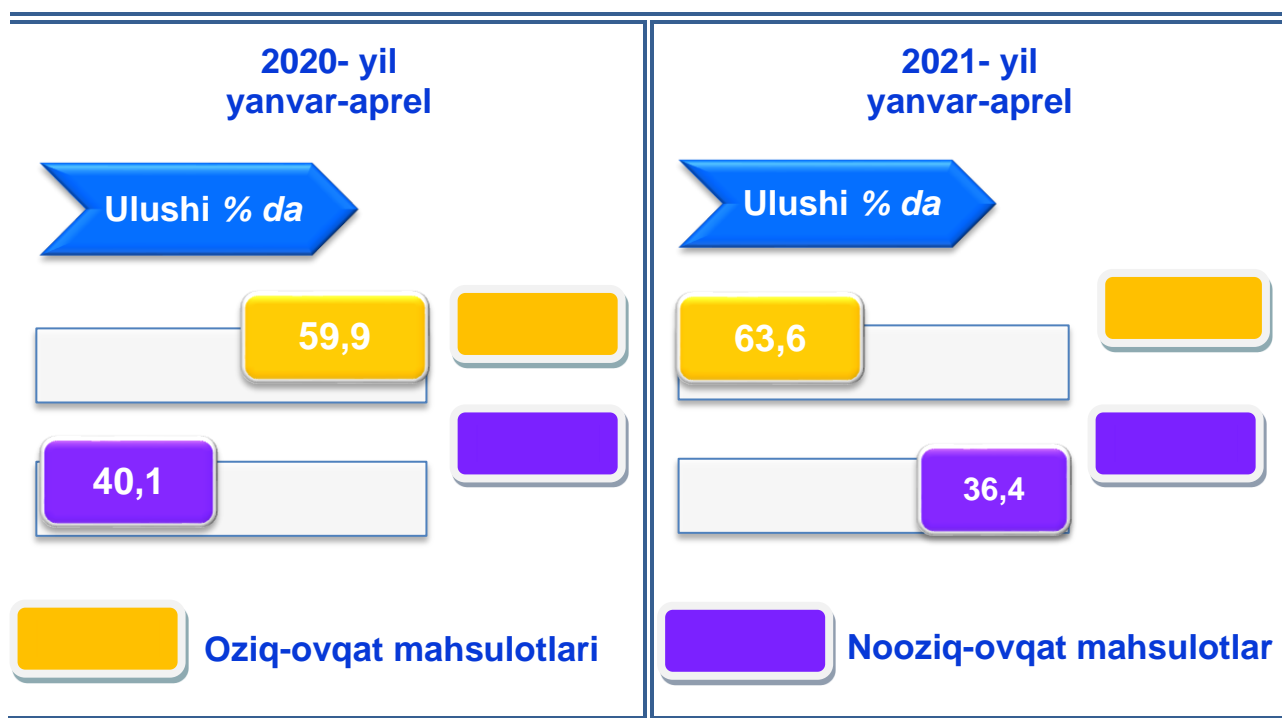 2020- yil
yanvar-aprel
Ulushi % da
59,9
40,1
2021- yil
yanvar-aprel
Ulushi % da
63,6
36,4
Oziq-ovqat mahsulotlari
Nooziq-ovqat mahsulotlar